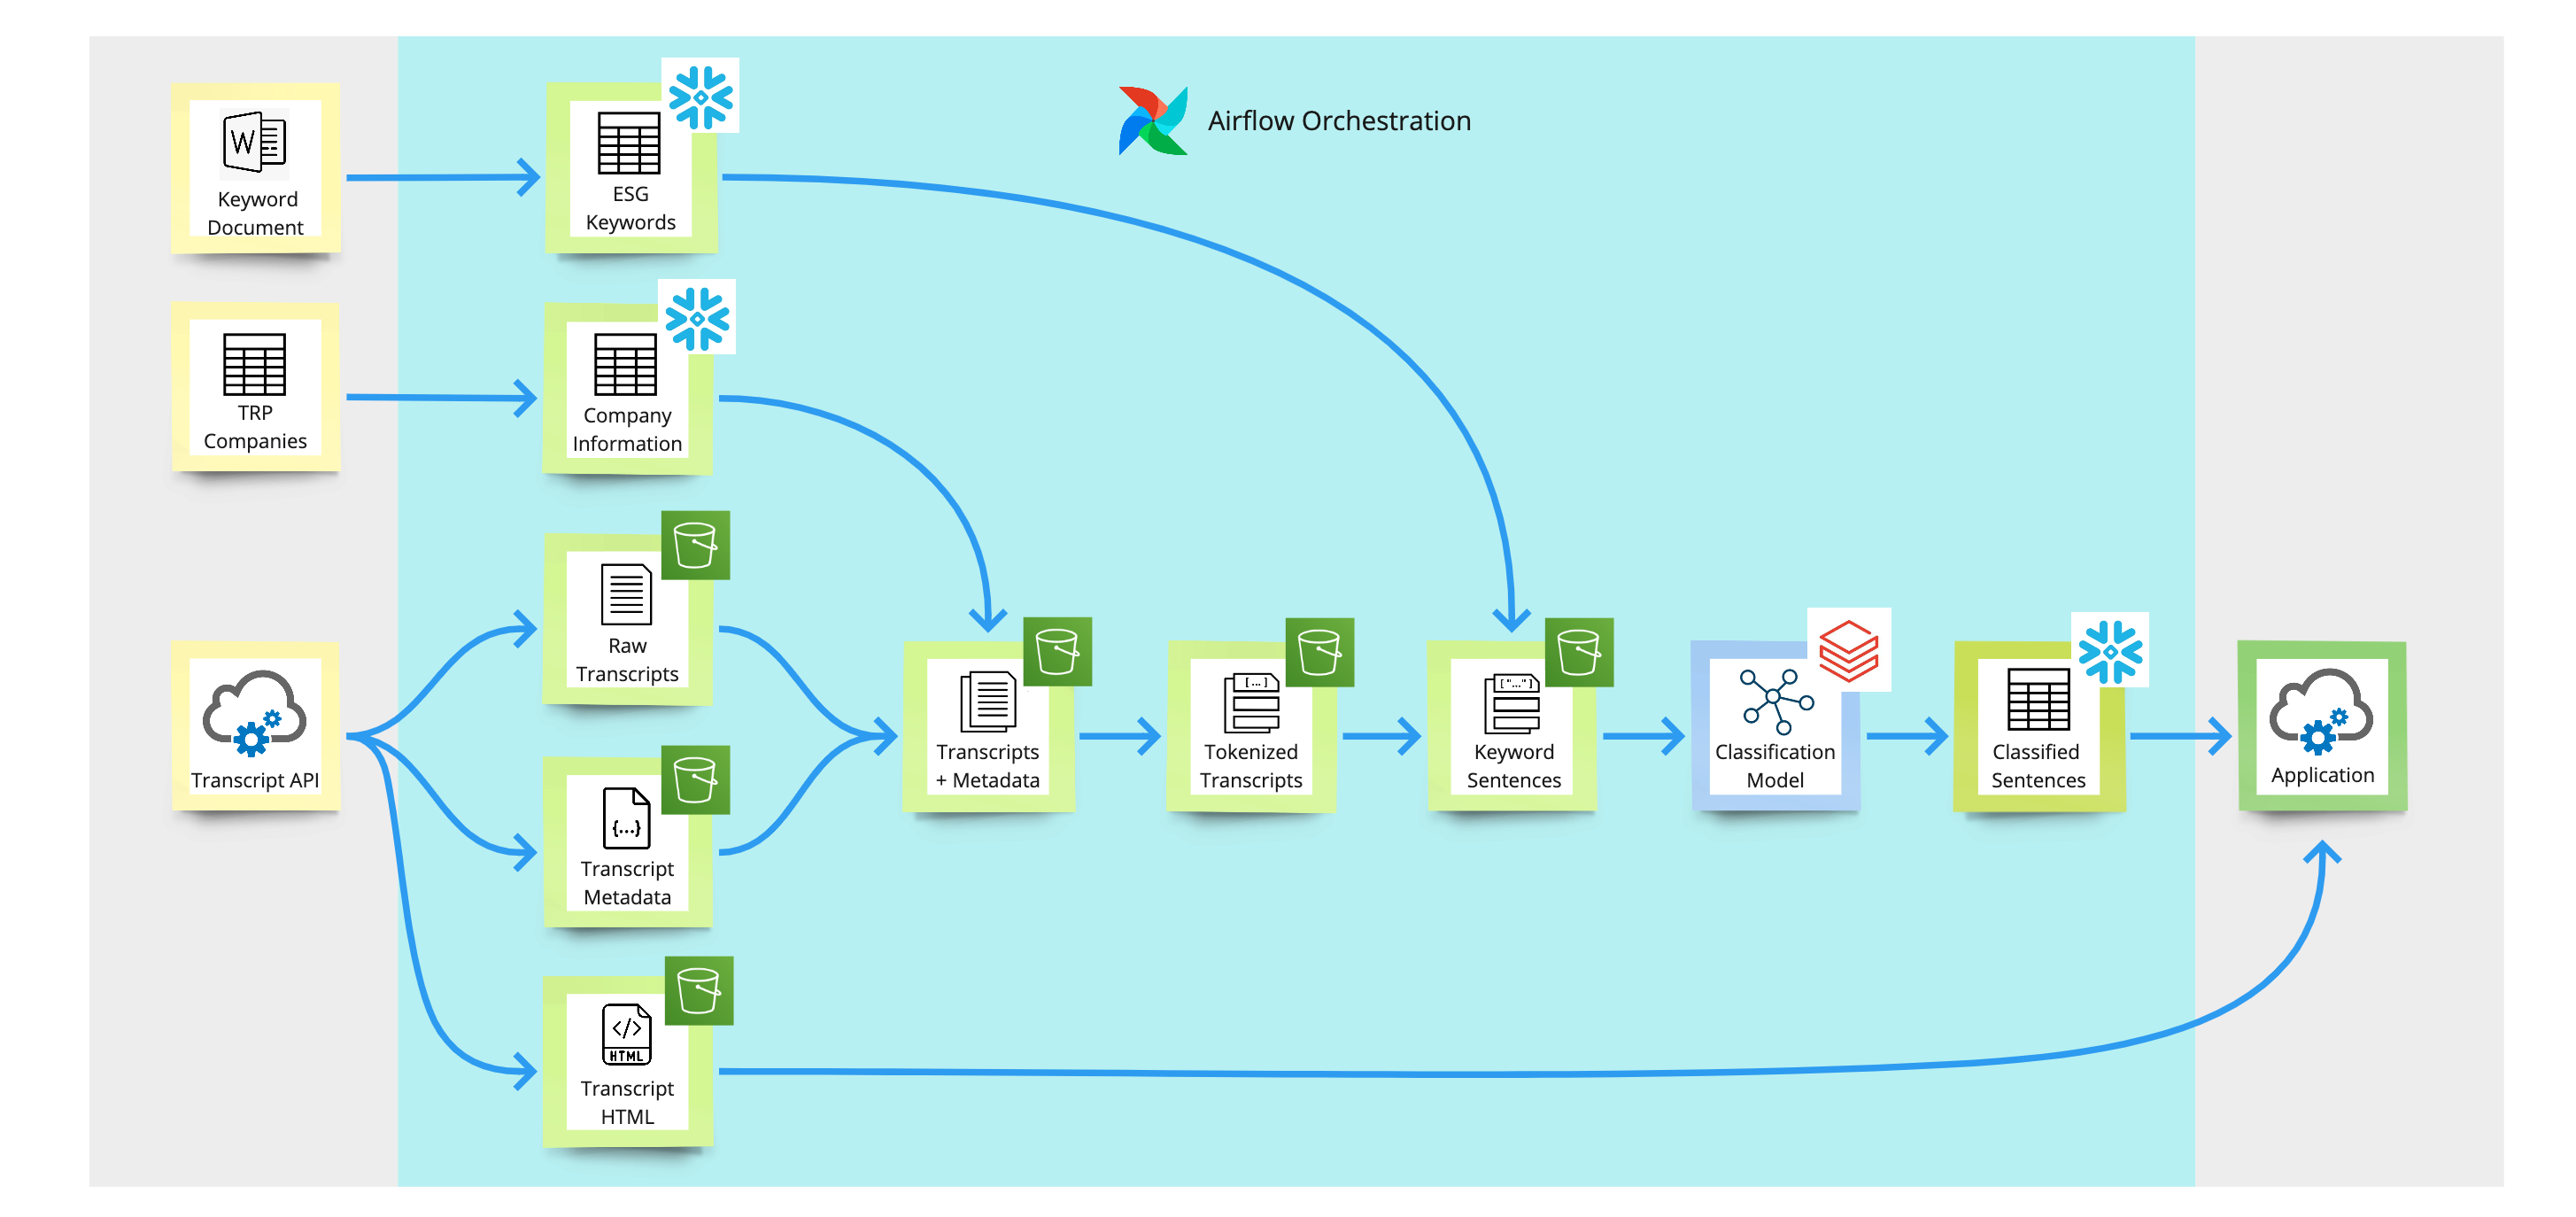 Airflow Orchestration
W
Keyword
Document
ESG
Keywords
TRP
Companies
Company
Information
Raw
Transcripts
Transcript API
{...}
Transcript
Metadata
</>
HTML
Transcript
HTML
Transcripts
+ Metadata
[...]
Tokenized
Transcripts
["..."]
Keyword
Sentences
Classification
Model
Classified
Sentences
Application